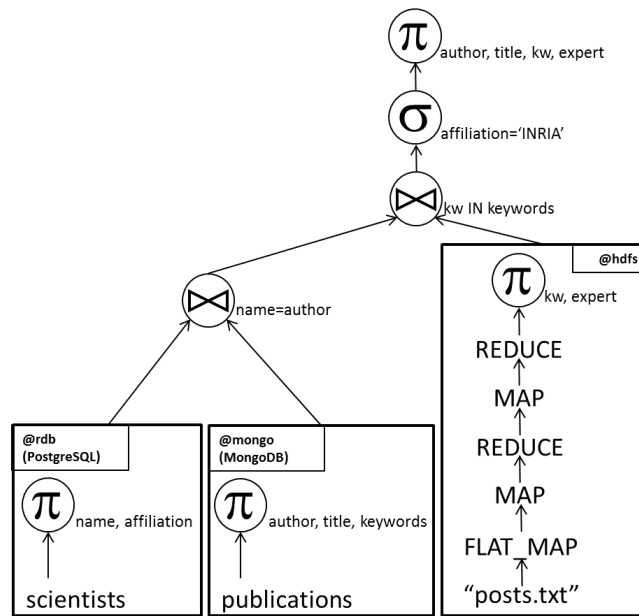 π
author, title, kw, expert
σ
affiliation=‘INRIA’
⋈
kw IN keywords
@hdfs
π
kw, expert
⋈
name=author
REDUCE
MAP
REDUCE
MAP
FLAT_MAP
“posts.txt”
@rdb
(PostgreSQL)
π
name, affiliation
scientists
@mongo
(MongoDB)
π
author, title, keywords
publications